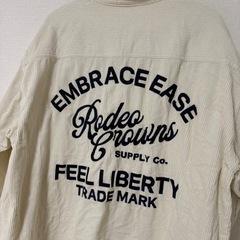 EMBRACE EASE
Rodeo
Crowns
SUPPLY Co.
FEEL LIBERTY
TRADE MARK